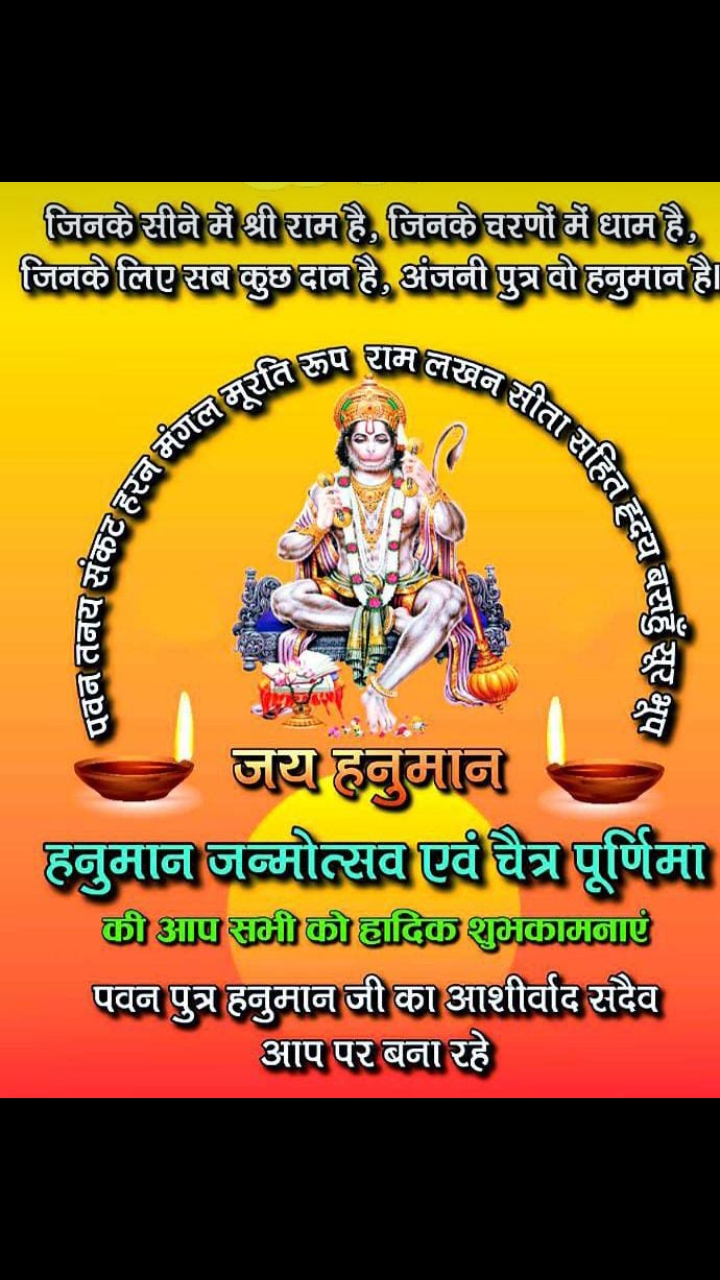 जिनके सीने में श्री राम है, जिनके चरणों में धाम है,
जिनके लिए सब कुछ दान है, अंजनी पुत्र वो हनुमान है।
पवन तनय संकट हरन मंगल मूरति रूप राम लखन सीता सहित ह्रदय बसहुँ सूर भूप
जय हनुमान
हनुमान जन्मोत्सव एवं चैत्र पूर्णिमा
की आप सभी को हादिक शुभकामनाएं
पवन पुत्र हनुमान जी का आशीर्वाद सदैव
आप पर बना रहे